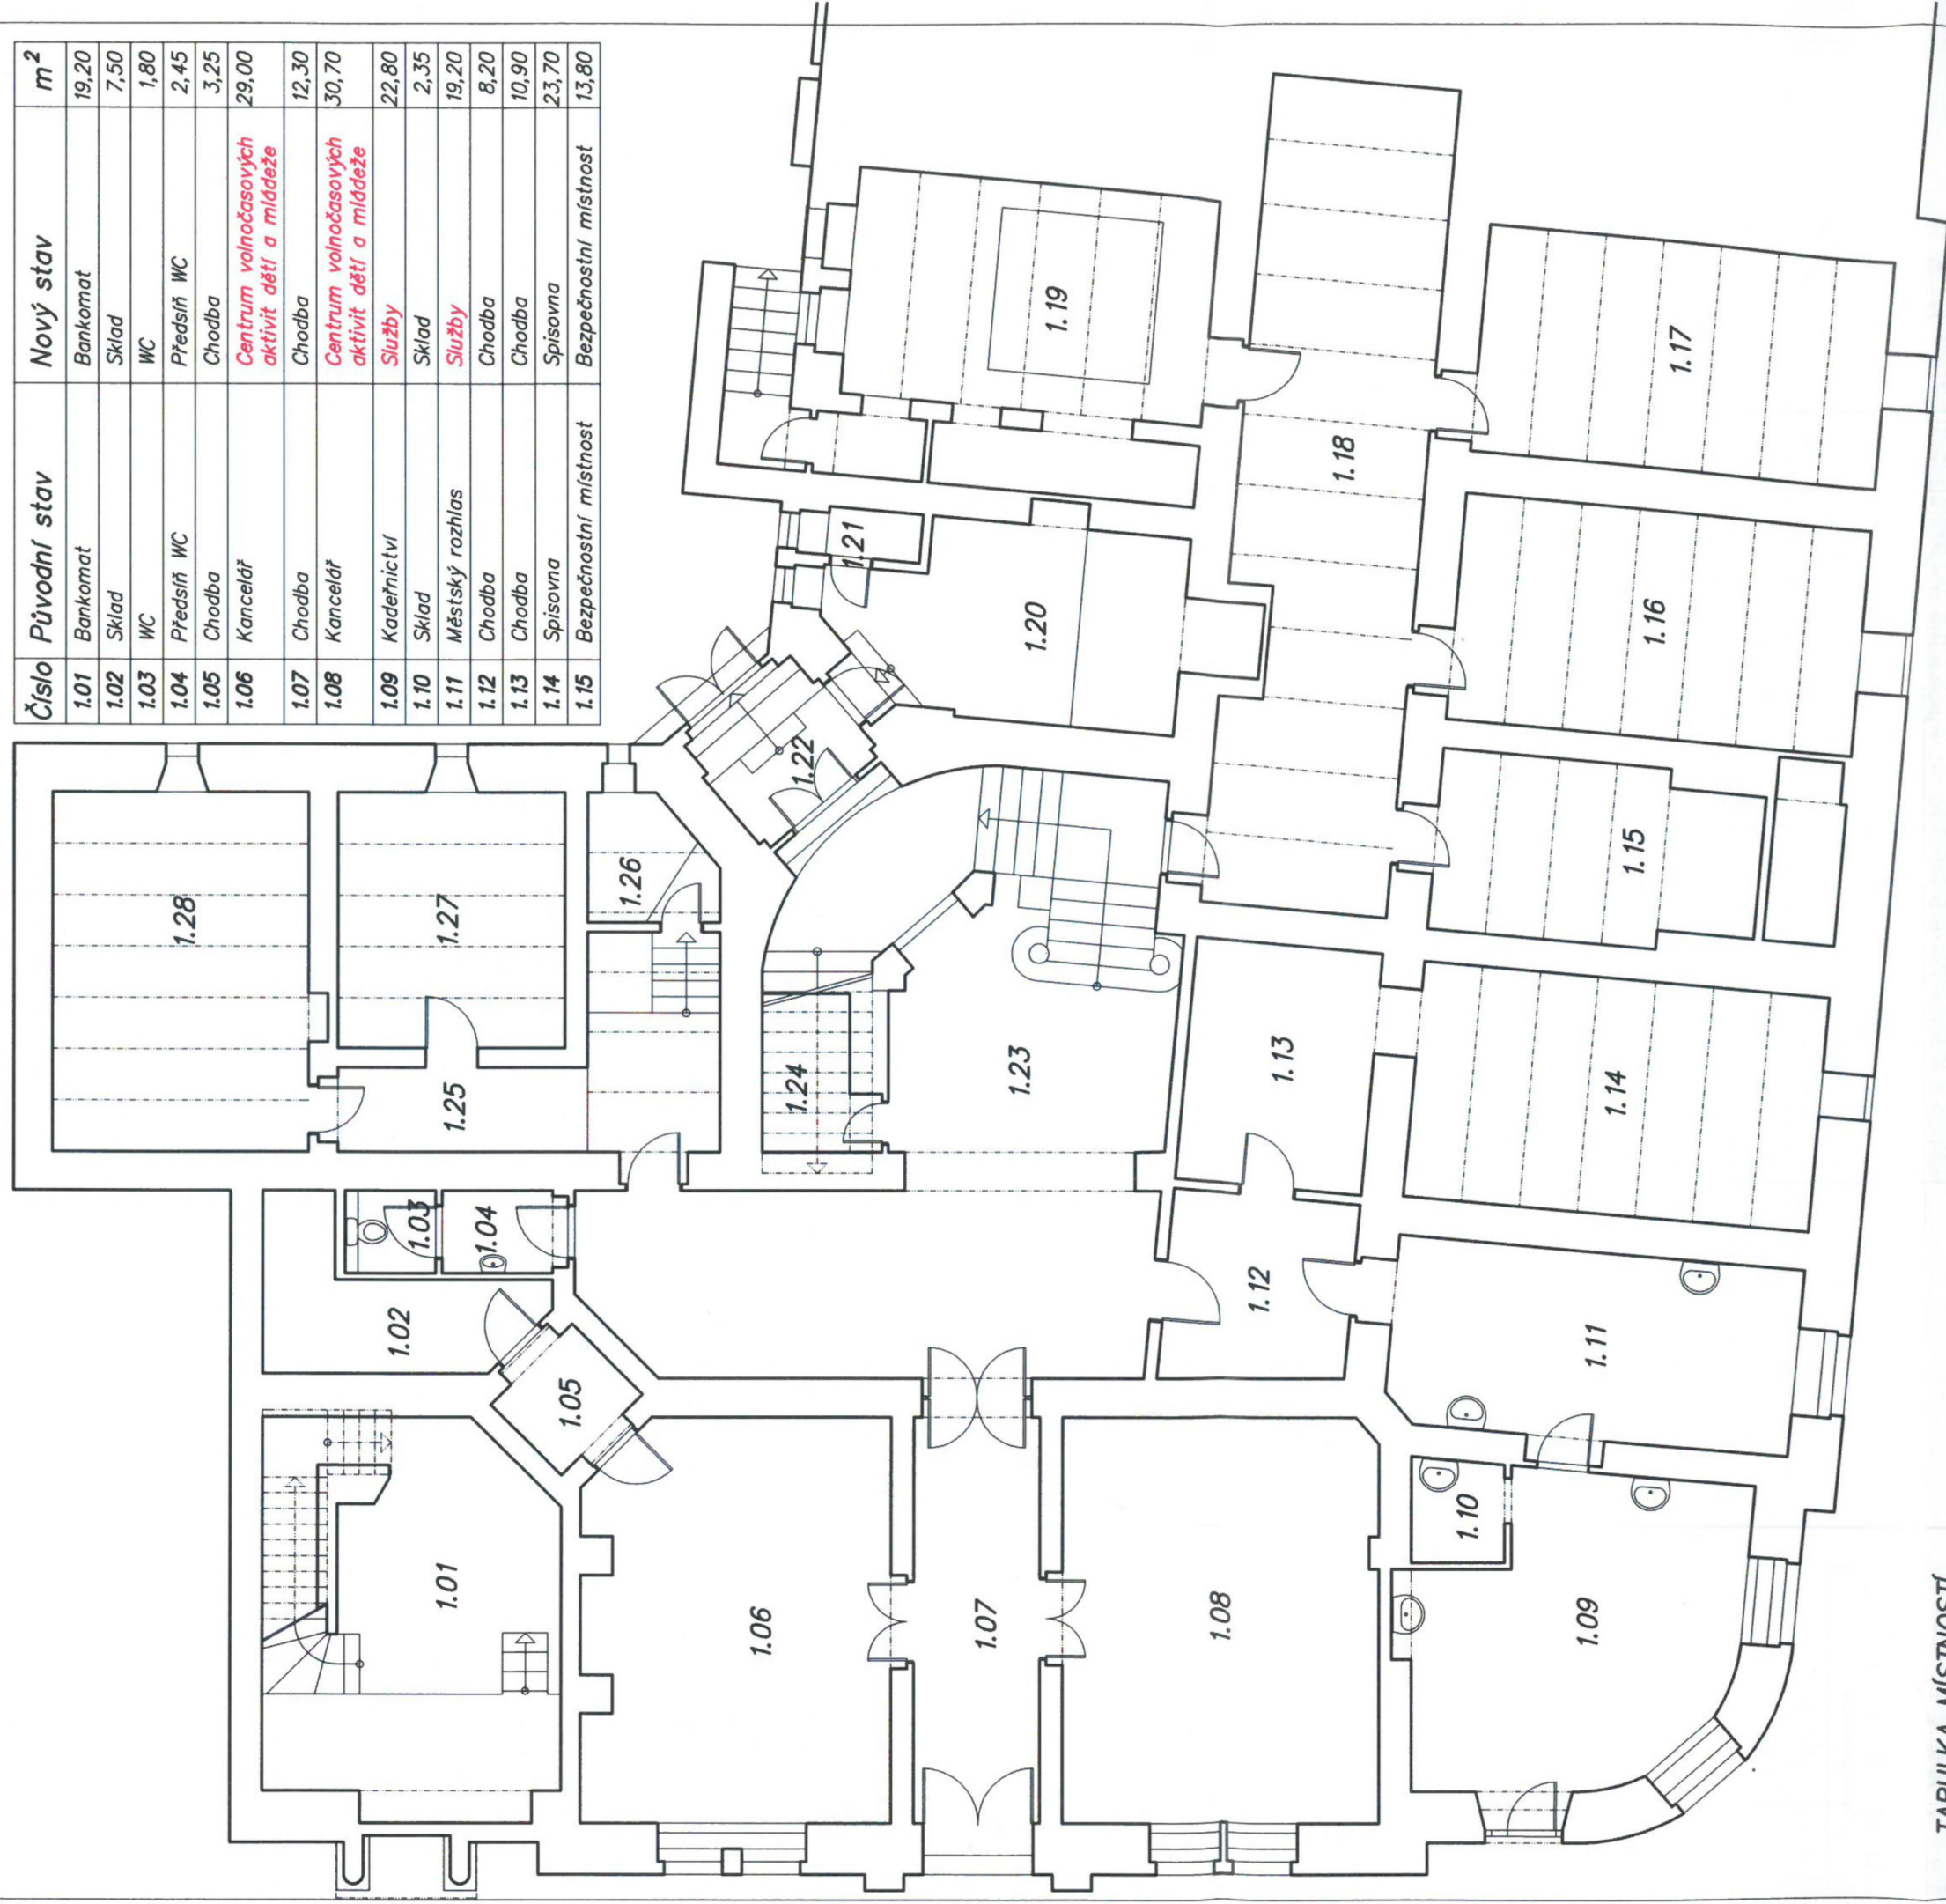 Číslo Původní stav Nový stav m²
1.01 Bankomat Bankomat 19,20
1.02 Sklad Sklad 7,50
1.03 WC WC 1,80
1.04 Předsíň WC Předsíň WC 2,45
1.05 Chodba Chodba 3,25
1.06 Kancelář Centrum volnočasových 29,00
aktivit dětí a mládeže
1.07 Chodba Chodba 12,30
1.08 Kancelář Centrum volnočasových 30,70
aktivit dětí a mládeže
1.09 Kadeřnictví Služby 22,80
1.10 Sklad Sklad 2,35
1.11 Městský rozhlas Služby 19,20
1.12 Chodba Chodba 8,20
1.13 Chodba Chodba 10,90
1.14 Spisovna Spisovna 23,70
1.15 Bezpečnostní místnost Bezpečnostní místnost 13,80
1.28
1.27
1.26
1.25
1.24
1.22
1.21
1.20
1.19
1.18
1.17
1.16
1.15
1.23
1.13
1.14
1.03
1.04
1.02
1.05
1.12
1.11
1.10
1.01
1.06
1.07
1.08
1.09
TABULKA MÍSTNOSTÍ